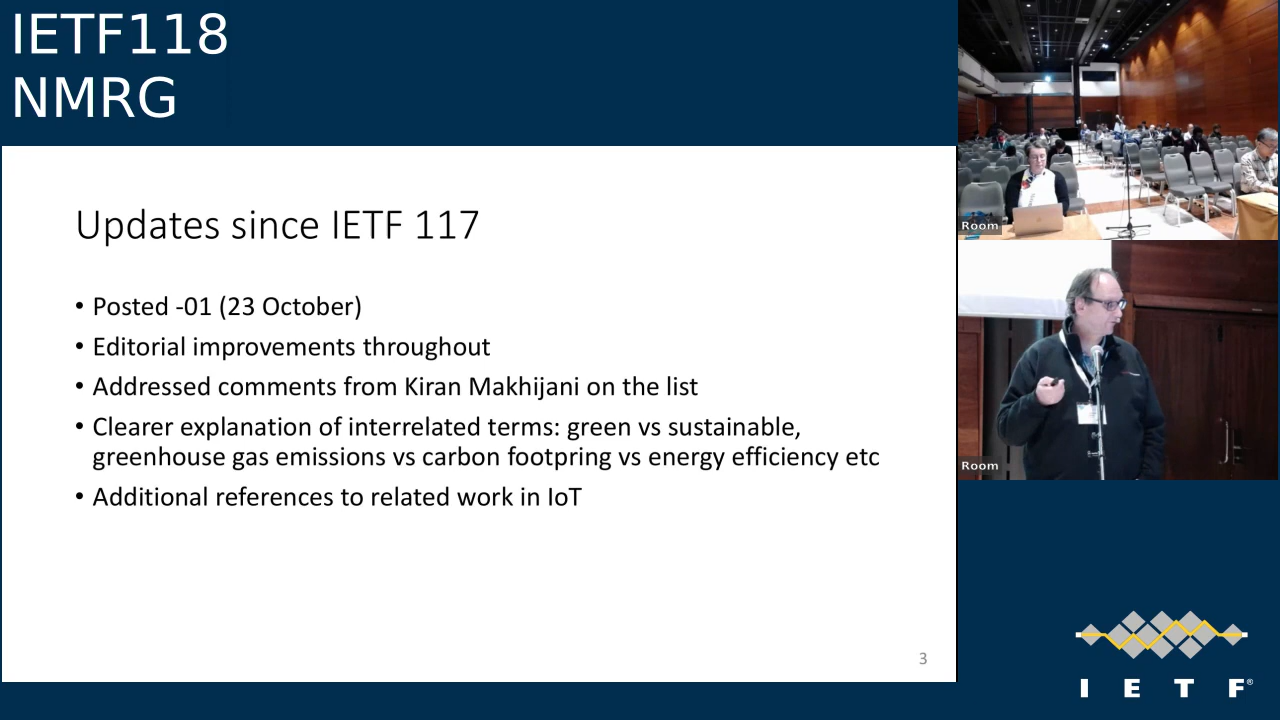 IETF118
NMRG
Updates since IETF 117
• Posted -01 (23 October)
• Editorial improvements throughout
• Addressed comments from Kiran Makhijani on the list
• Clearer explanation of interrelated terms: green vs sustainable,
greenhouse gas emissions vs carbon footpring vs energy efficiency etc
• Additional references to related work in IoT
3
Room
Room
I E T F®